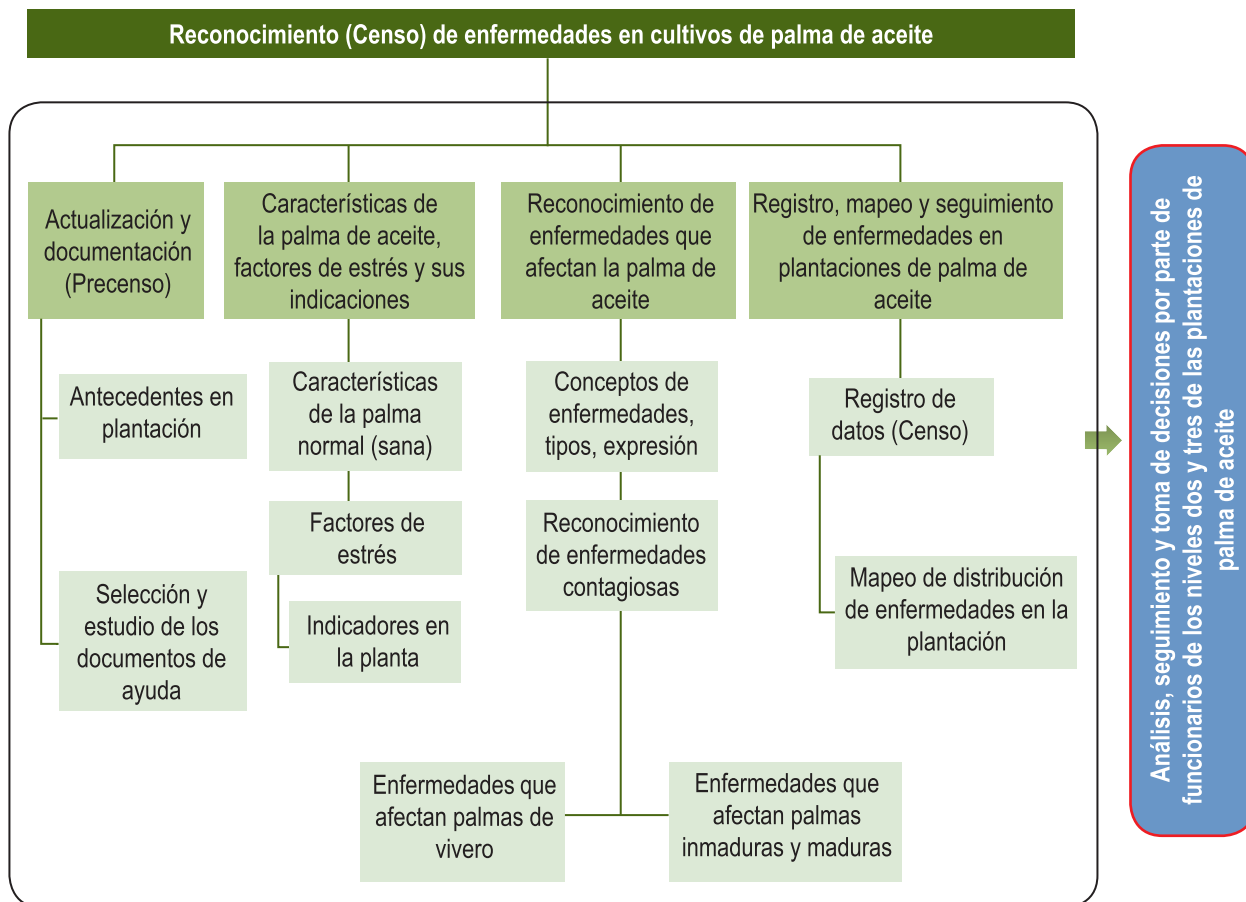 Reconocimiento (Censo) de enfermedades en cultivos de palma de aceite
Actualización y
documentación
(Precenso)
Antecedentes en
plantación
Selección y
estudio de los
documentos de
ayuda
Características de
la palma de aceite,
factores de estrés y sus
indicaciones
Características
de la palma
normal (sana)
Factores de
estrés
Indicadores en
la planta
Reconocimiento de
enfermedades que
afectan la palma de
aceite
Conceptos de
enfermedades,
tipos, expresión
Reconocimiento
de enfermedades
contagiosas
Enfermedades que
afectan palmas de
vivero
Enfermedades que
afectan palmas
inmaduras y maduras
Registro, mapeo y seguimiento
de enfermedades en
plantaciones de palma de
aceite
Registro de
datos (Censo)
Mapeo de distribución
de enfermedades en la
plantación
Análisis, seguimiento y toma de decisiones por parte de
funcionarios de los niveles dos y tres de las plantaciones de
palma de aceite